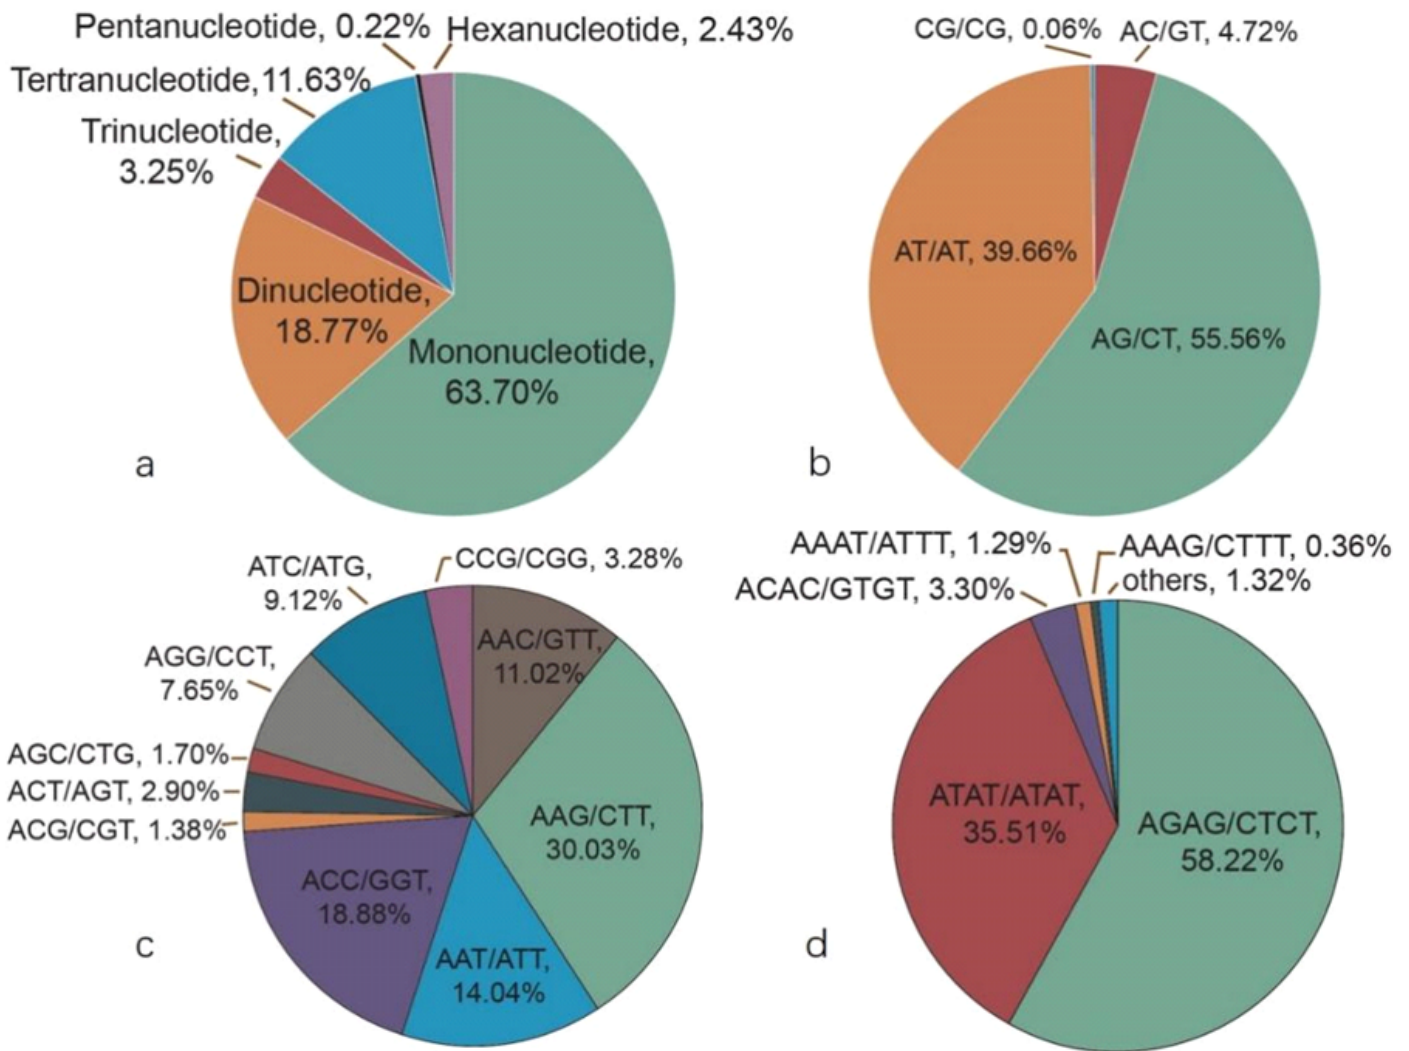 Pentanucleotide, 0.22%
Hexanucleotide, 2.43%
Tertranucleotide,11.63%
Trinucleotide,
3.25%
Dinucleotide,
18.77%
Mononucleotide,
63.70%
a
CG/CG, 0.06%
AC/GT, 4.72%
AT/AT, 39.66%
AG/CT, 55.56%
b
CCG/CGG, 3.28%
ATC/ATG,
9.12%
AAC/GTT,
11.02%
AGG/CCT,
7.65%
AGC/CTG, 1.70%
ACT/AGT, 2.90%
ACG/CGT, 1.38%
AAG/CTT,
30.03%
ACC/GGT,
18.88%
AAT/ATT,
14.04%
c
AAAT/ATTT, 1.29%
AAAG/CTTT, 0.36%
ACAC/GTGT, 3.30%
others, 1.32%
ATAT/ATAT,
35.51%
AGAG/CTCT,
58.22%
d